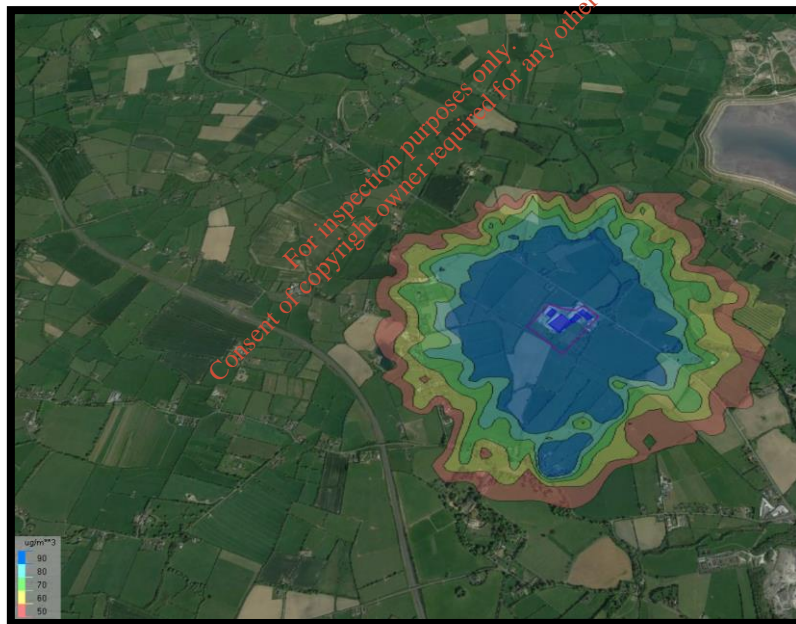 For inspection purposes only.
Consent of copyright owner required for any other
ug/m**3
90
80
70
60
50